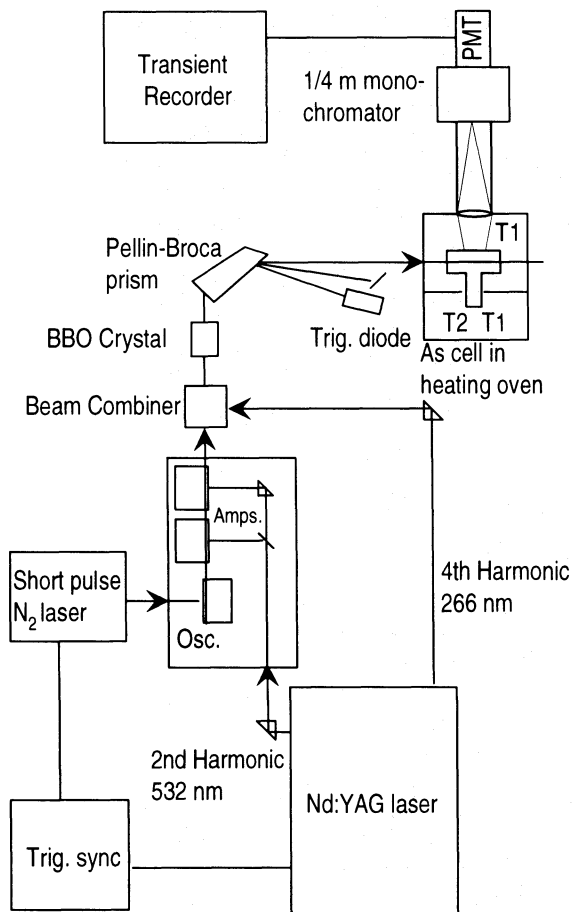 PMT
Transient
Recorder
1/4 m mono-
chromator
Pellin-Broca
prism
T1
T2 T1
Trig. diode
As cell in
heating oven
BBO Crystal
Beam Combiner
Amps.
Short pulse
N2 laser
Osc.
4th Harmonic
266 nm
2nd Harmonic
532 nm
Nd:YAG laser
Trig. sync